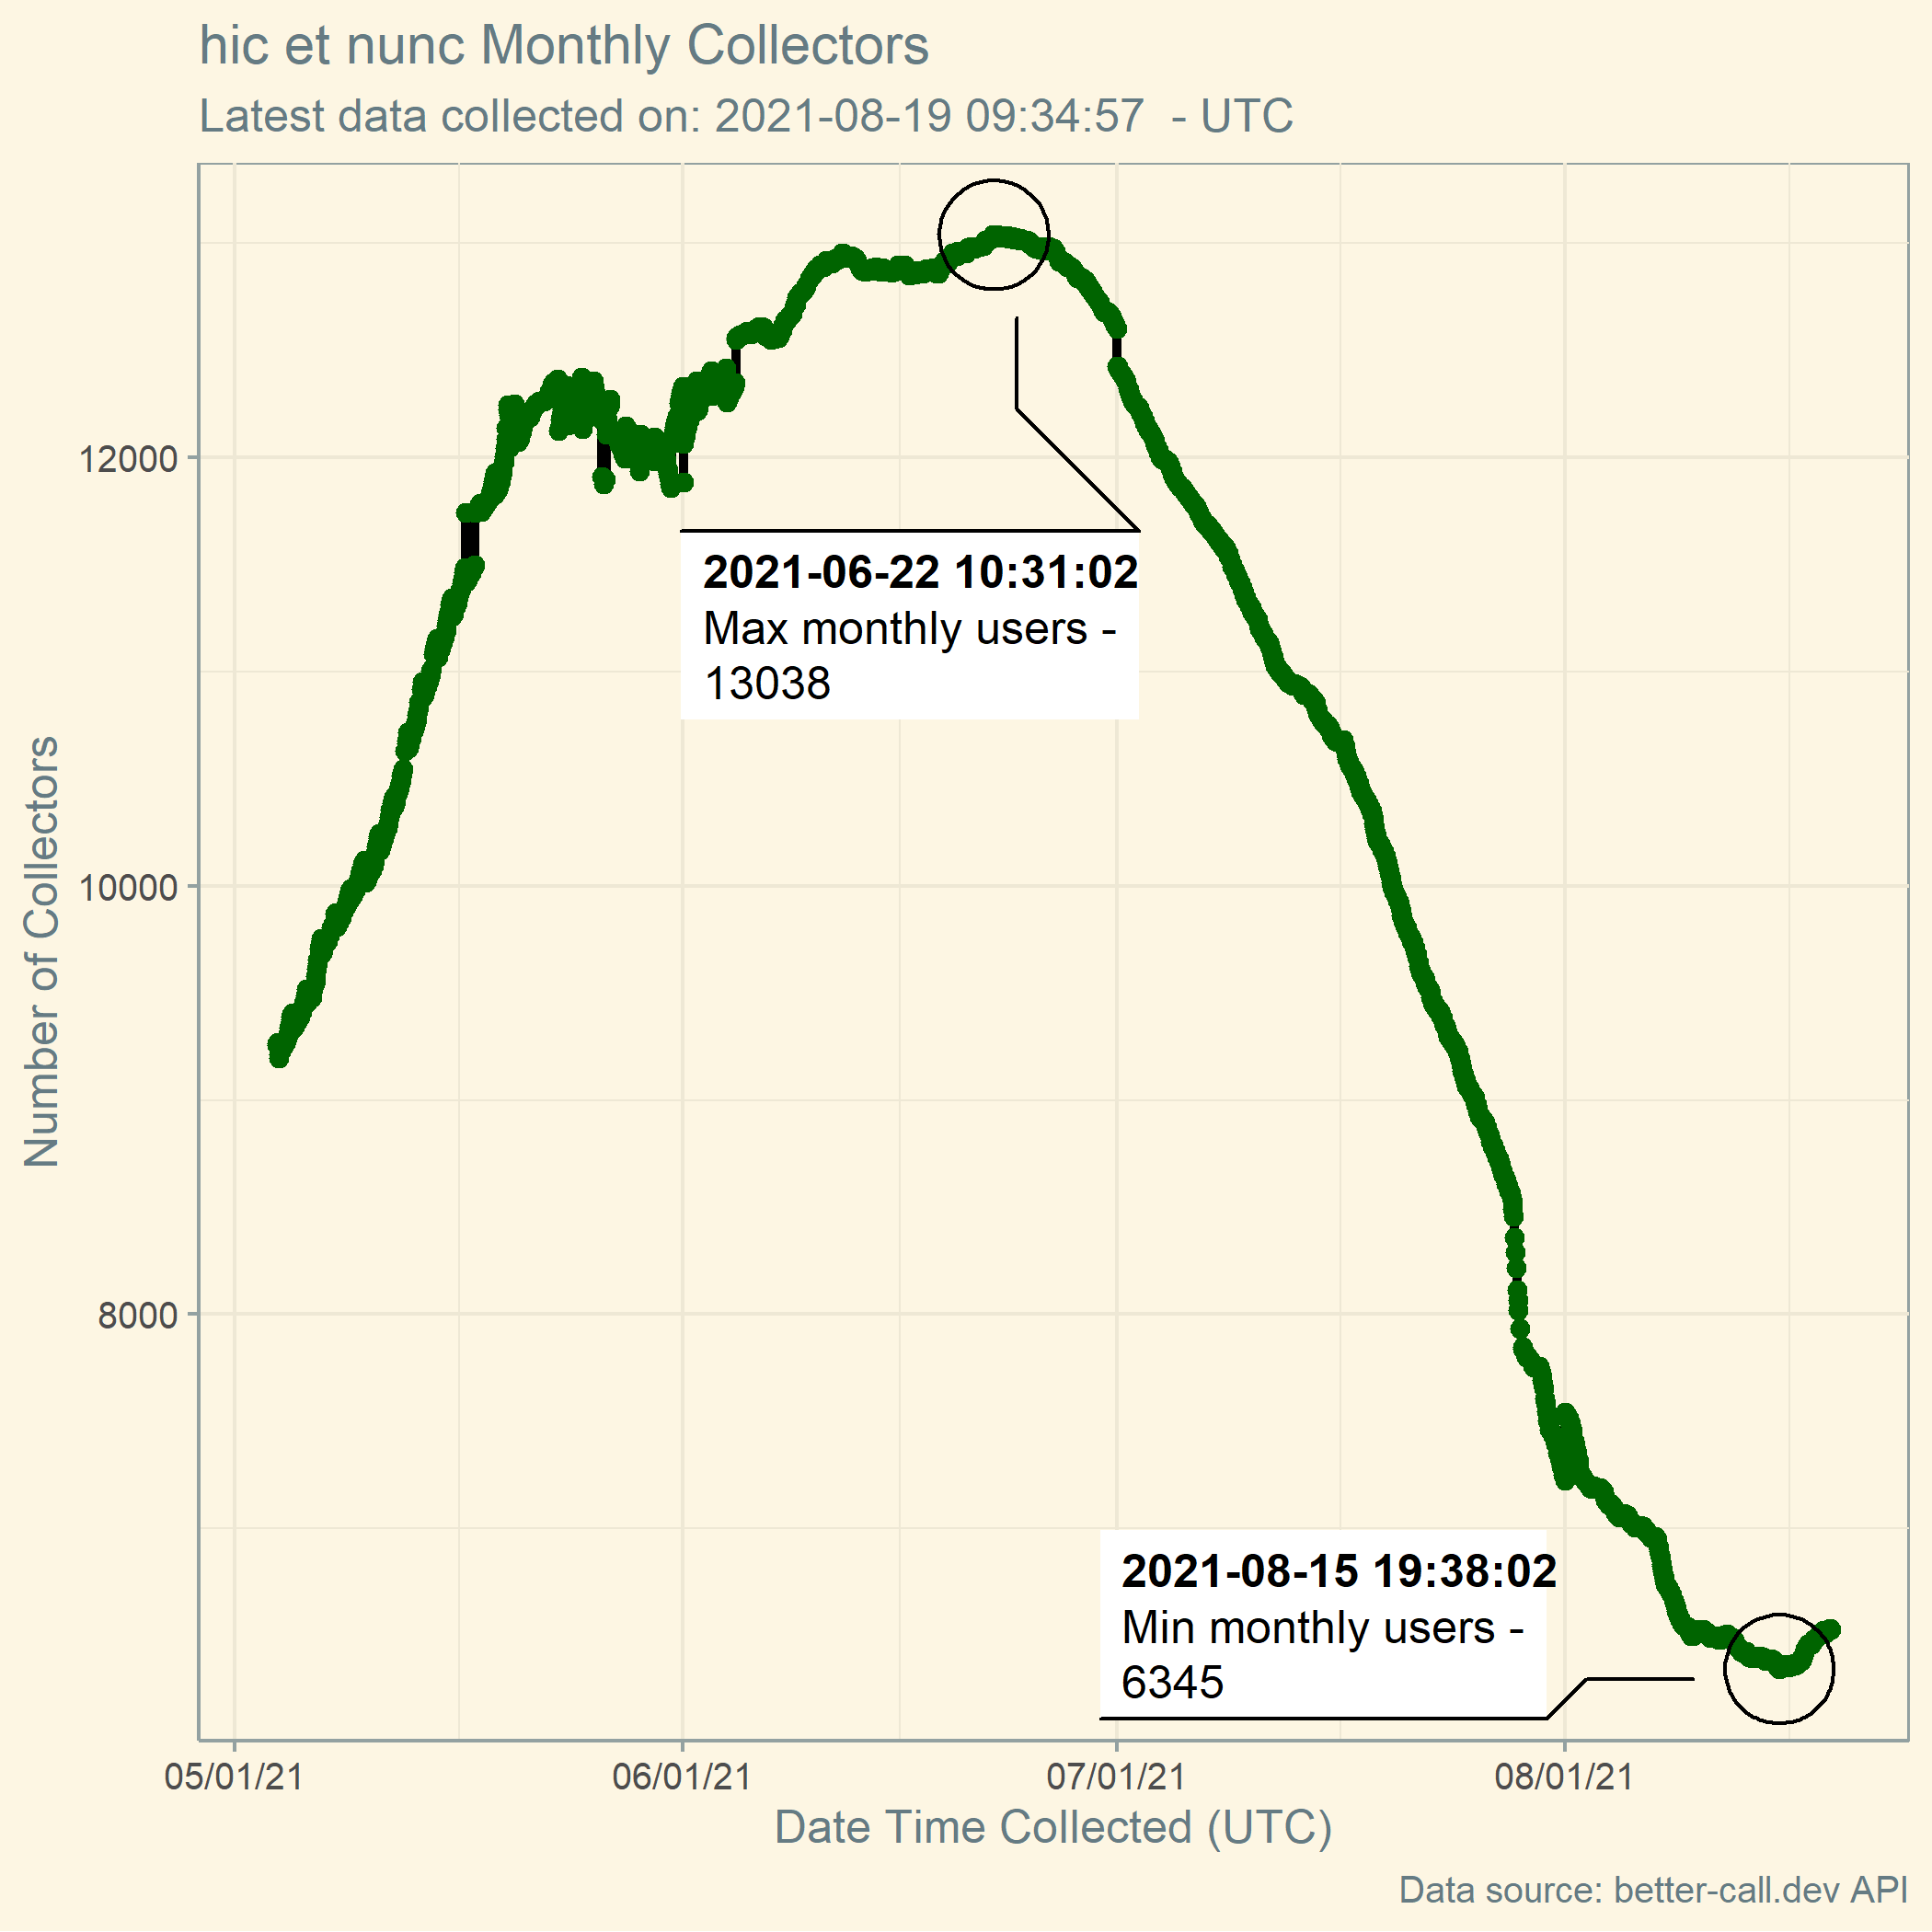 hic et nunc Monthly Collectors
Latest data collected on: 2021-08-19 09:34:57  - UTC
Number of Collectors
12000
10000
8000
2021-06-22 10:31:02
Max monthly users -
13038
2021-08-15 19:38:02
Min monthly users -
6345
05/01/21
06/01/21
07/01/21
08/01/21
Date Time Collected (UTC)
Data source: better-call.dev API